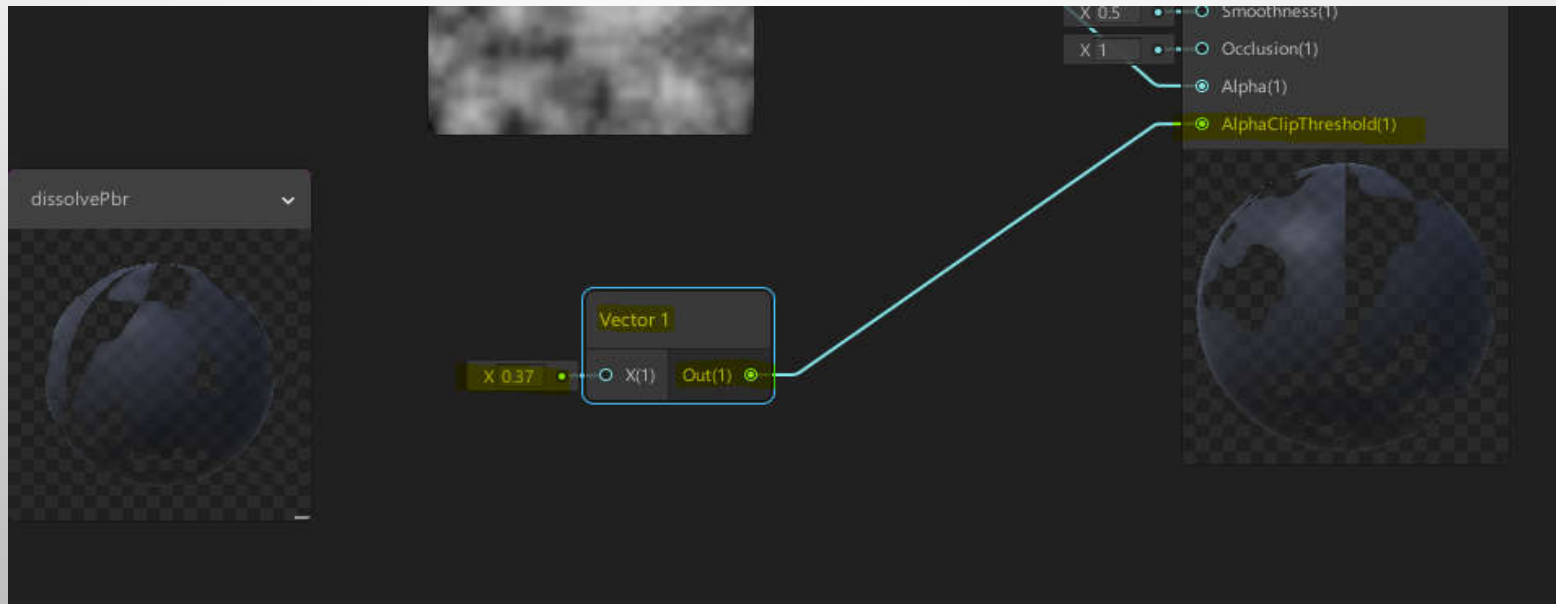 X 0.5 Smoothness(1)
X 1 Occlusion(1)
Alpha(1)
AlphaClipThreshold(1)
dissolvePbr
Vector 1
X 0.37 X(1) Out(1)